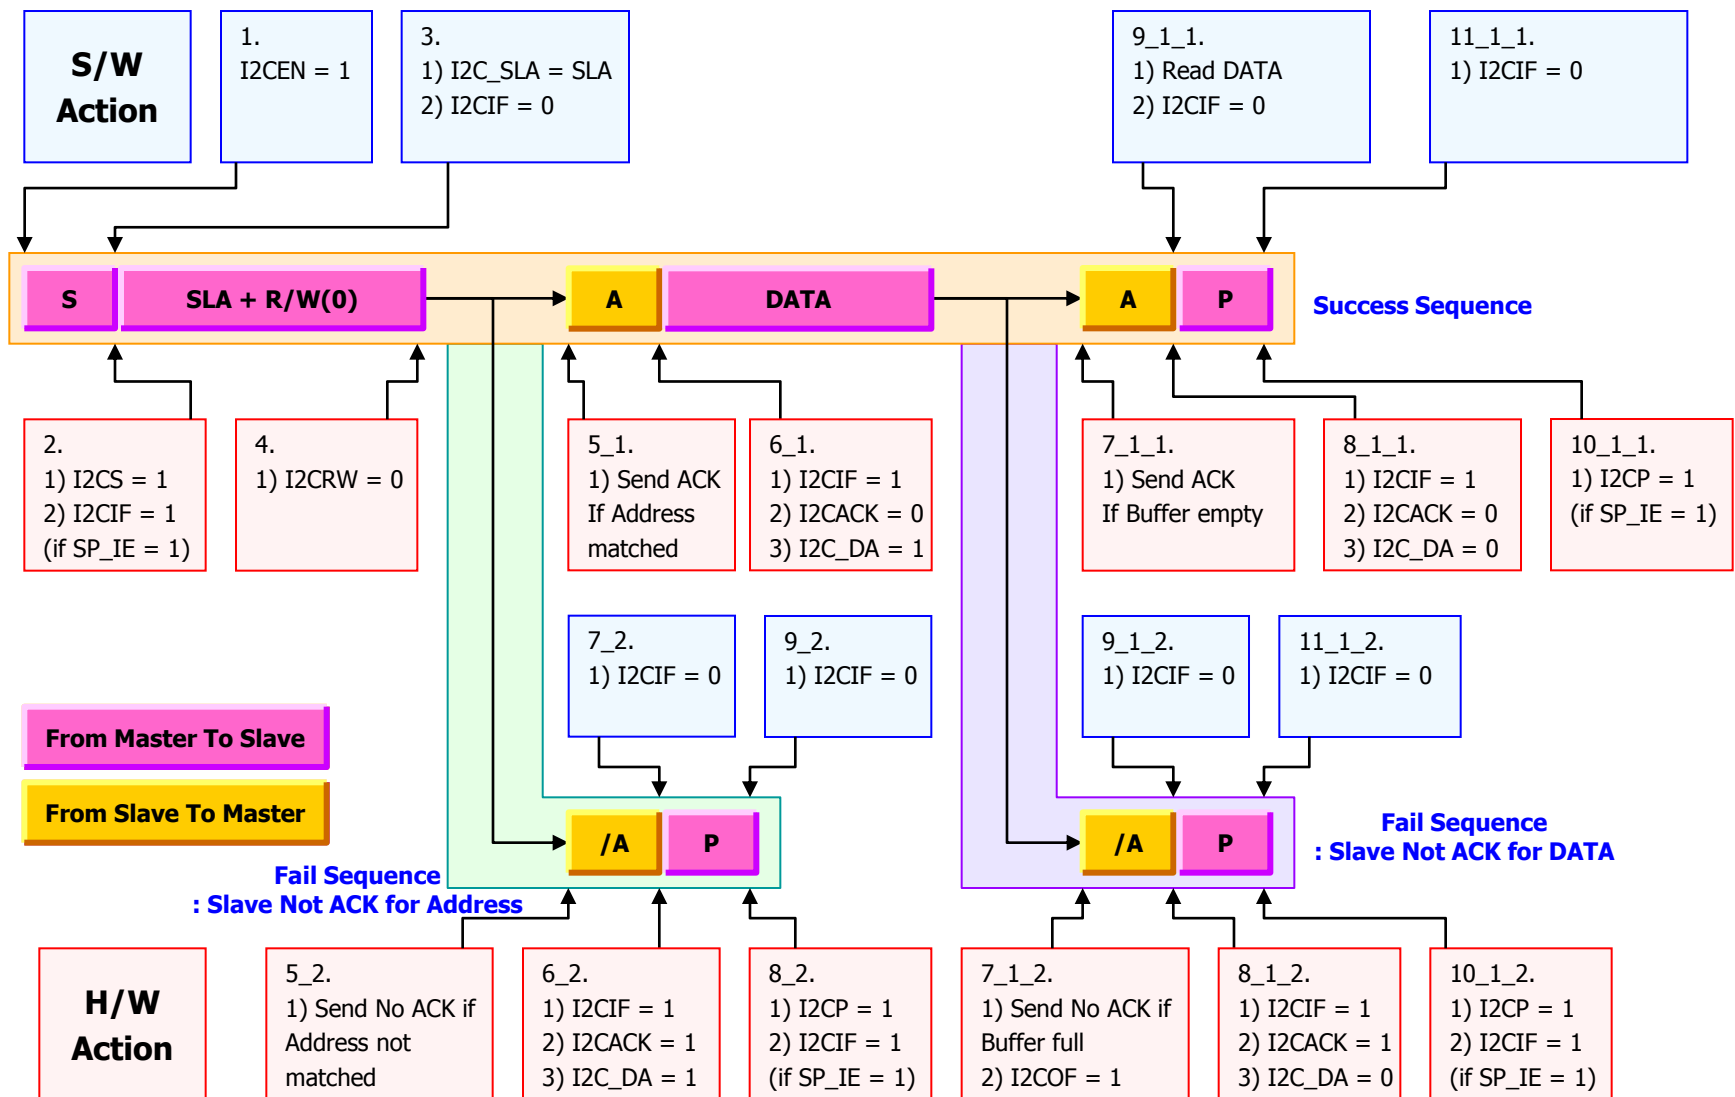 S/W
Action
1.
I2CEN = 1
3.
1) I2C_SLA = SLA
2) I2CIF = 0
9_1_1.
1) Read DATA
2) I2CIF = 0
11_1_1.
1) I2CIF = 0
S
SLA + R/W(0)
A
DATA
A
P
Success Sequence
2.
1) I2CS = 1
2) I2CIF = 1
(if SP_IE = 1)
4.
1) I2CRW = 0
5_1.
1) Send ACK
If Address
matched
6_1.
1) I2CIF = 1
2) I2CACK = 0
3) I2C_DA = 1
7_1_1.
1) Send ACK
If Buffer empty
8_1_1.
1) I2CIF = 1
2) I2CACK = 0
3) I2C_DA = 0
10_1_1.
1) I2CP = 1
(if SP_IE = 1)
7_2.
1) I2CIF = 0
9_2.
1) I2CIF = 0
9_1_2.
1) I2CIF = 0
11_1_2.
1) I2CIF = 0
From Master To Slave
From Slave To Master
/A
P
Fail Sequence
: Slave Not ACK for Address
/A
P
Fail Sequence
: Slave Not ACK for DATA
H/W
Action
5_2.
1) Send No ACK if
Address not
matched
6_2.
1) I2CIF = 1
2) I2CACK = 1
3) I2C_DA = 1
8_2.
1) I2CP = 1
2) I2CIF = 1
(if SP_IE = 1)
7_1_2.
1) Send No ACK if
Buffer full
2) I2COF = 1
8_1_2.
1) I2CIF = 1
2) I2CACK = 1
3) I2C_DA = 0
10_1_2.
1) I2CP = 1
2) I2CIF = 1
(if SP_IE = 1)